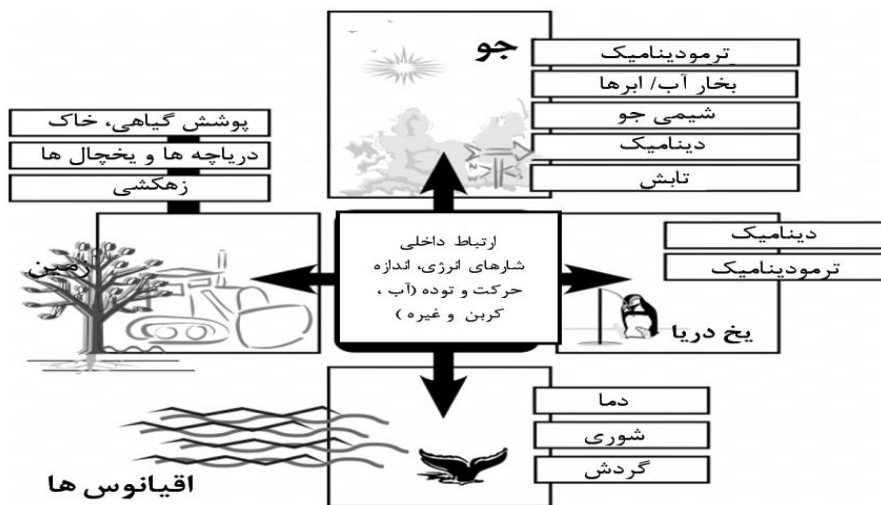 جو
ترمودینامیک
بخار آب/ ابرها
شیمی جو
دینامیک
تابش
پوشش گیاهی، خاک
دریاچه ها و یخچال ها
زهکشی
زمین
ارتباط داخلی
شارهای انرژی، اندازه
حرکت و توده (آب ،
کربن و غیره )
دینامیک
ترمودینامیک
یخ دریا
دما
شوری
گردش
اقیانوس ها